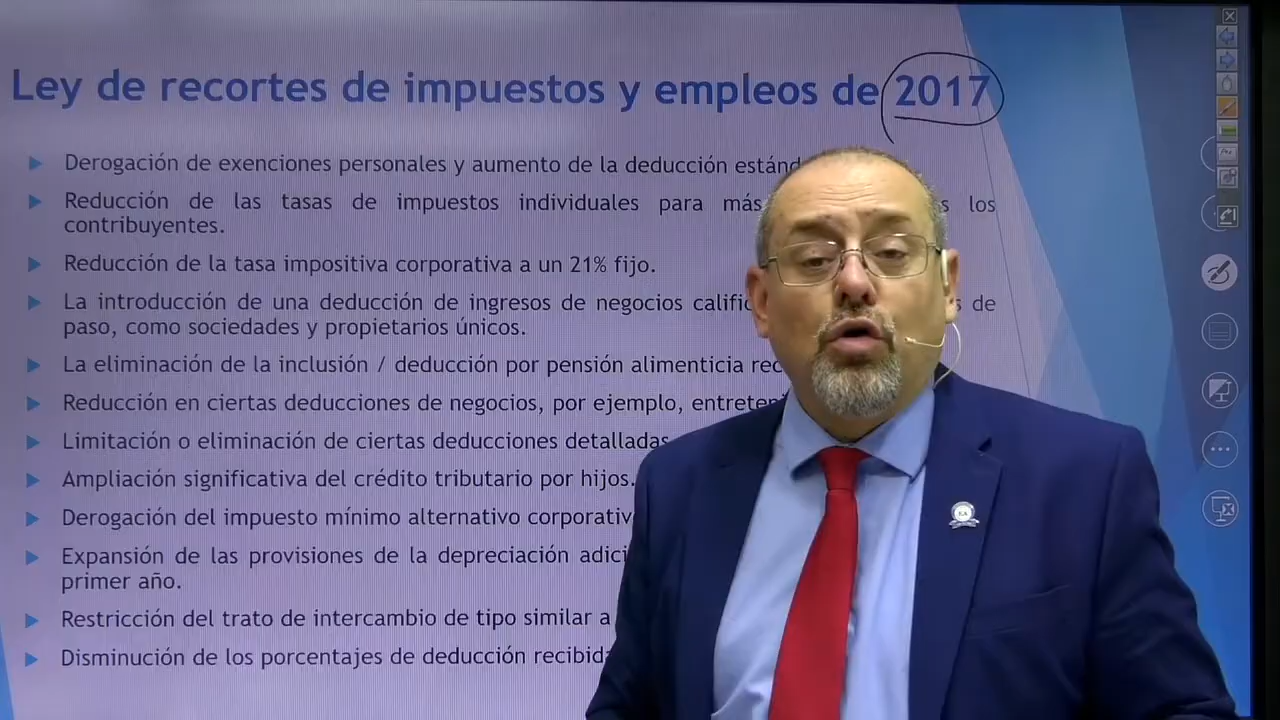 Ley de recortes de impuestos y empleos de 2017
Derogación de exenciones personales y aumento de la deducción
Reducción de las tasas de impuestos individuales para más los
contribuyentes.
Reducción de la tasa impositiva corporativa a un 21% fijo.
La introducción de una deducción de ingresos de negocios de
paso, como sociedades y propietarios únicos.
La eliminación de la inclusión / deducción por pensión alimenticia
Reducción en ciertas deducciones de negocios, por ejemplo,
Limitación o eliminación de ciertas deducciones detalladas
Ampliación significativa del crédito tributario por hijos.
Derogación del impuesto mínimo alternativo
Expansión de las provisiones de la depreciación
primer año.
Restricción del trato de intercambio de tipo similar a
Disminución de los porcentajes de deducción